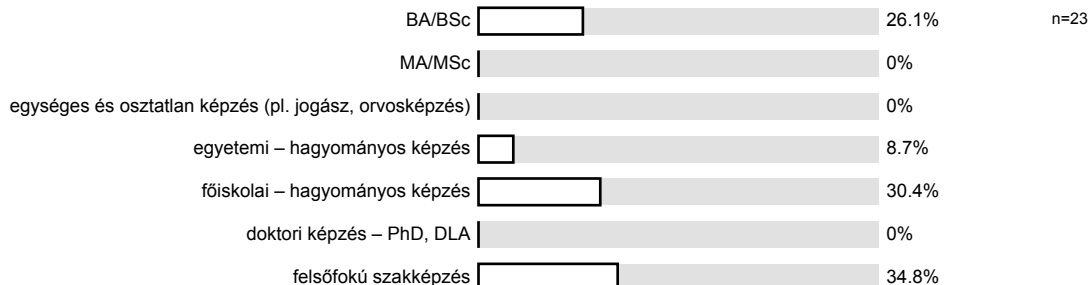 BA/BSc 26.1% n=23
MA/MSc 0%
egységes és osztatlan képzés (pl. jogász, orvosképzés) 0%
egyetemi – hagyományos képzés 8.7%
főiskolai – hagyományos képzés 30.4%
doktori képzés – PhD, DLA 0%
felsőfokú szakképzés 34.8%